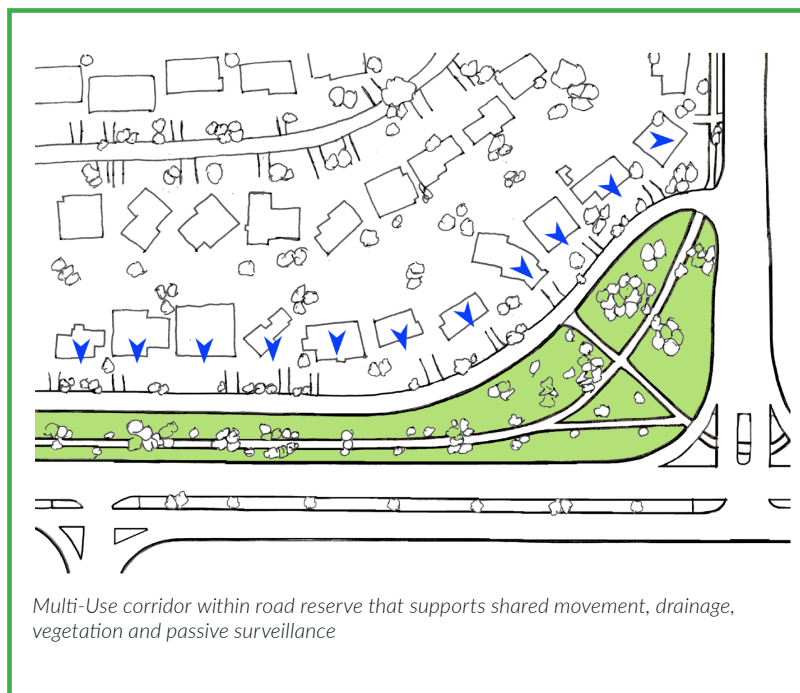 Multi-Use corridor within road reserve that supports shared movement, drainage,
vegetation and passive surveillance